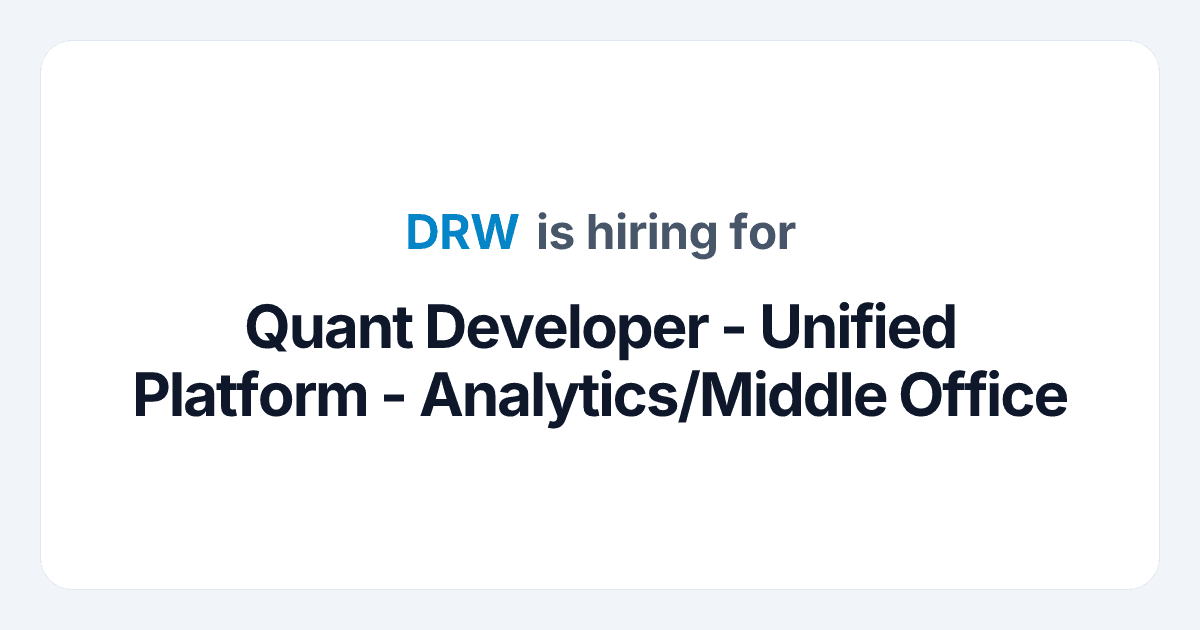 DRW is hiring for
Quant Developer - Unified
Platform - Analytics/Middle Office